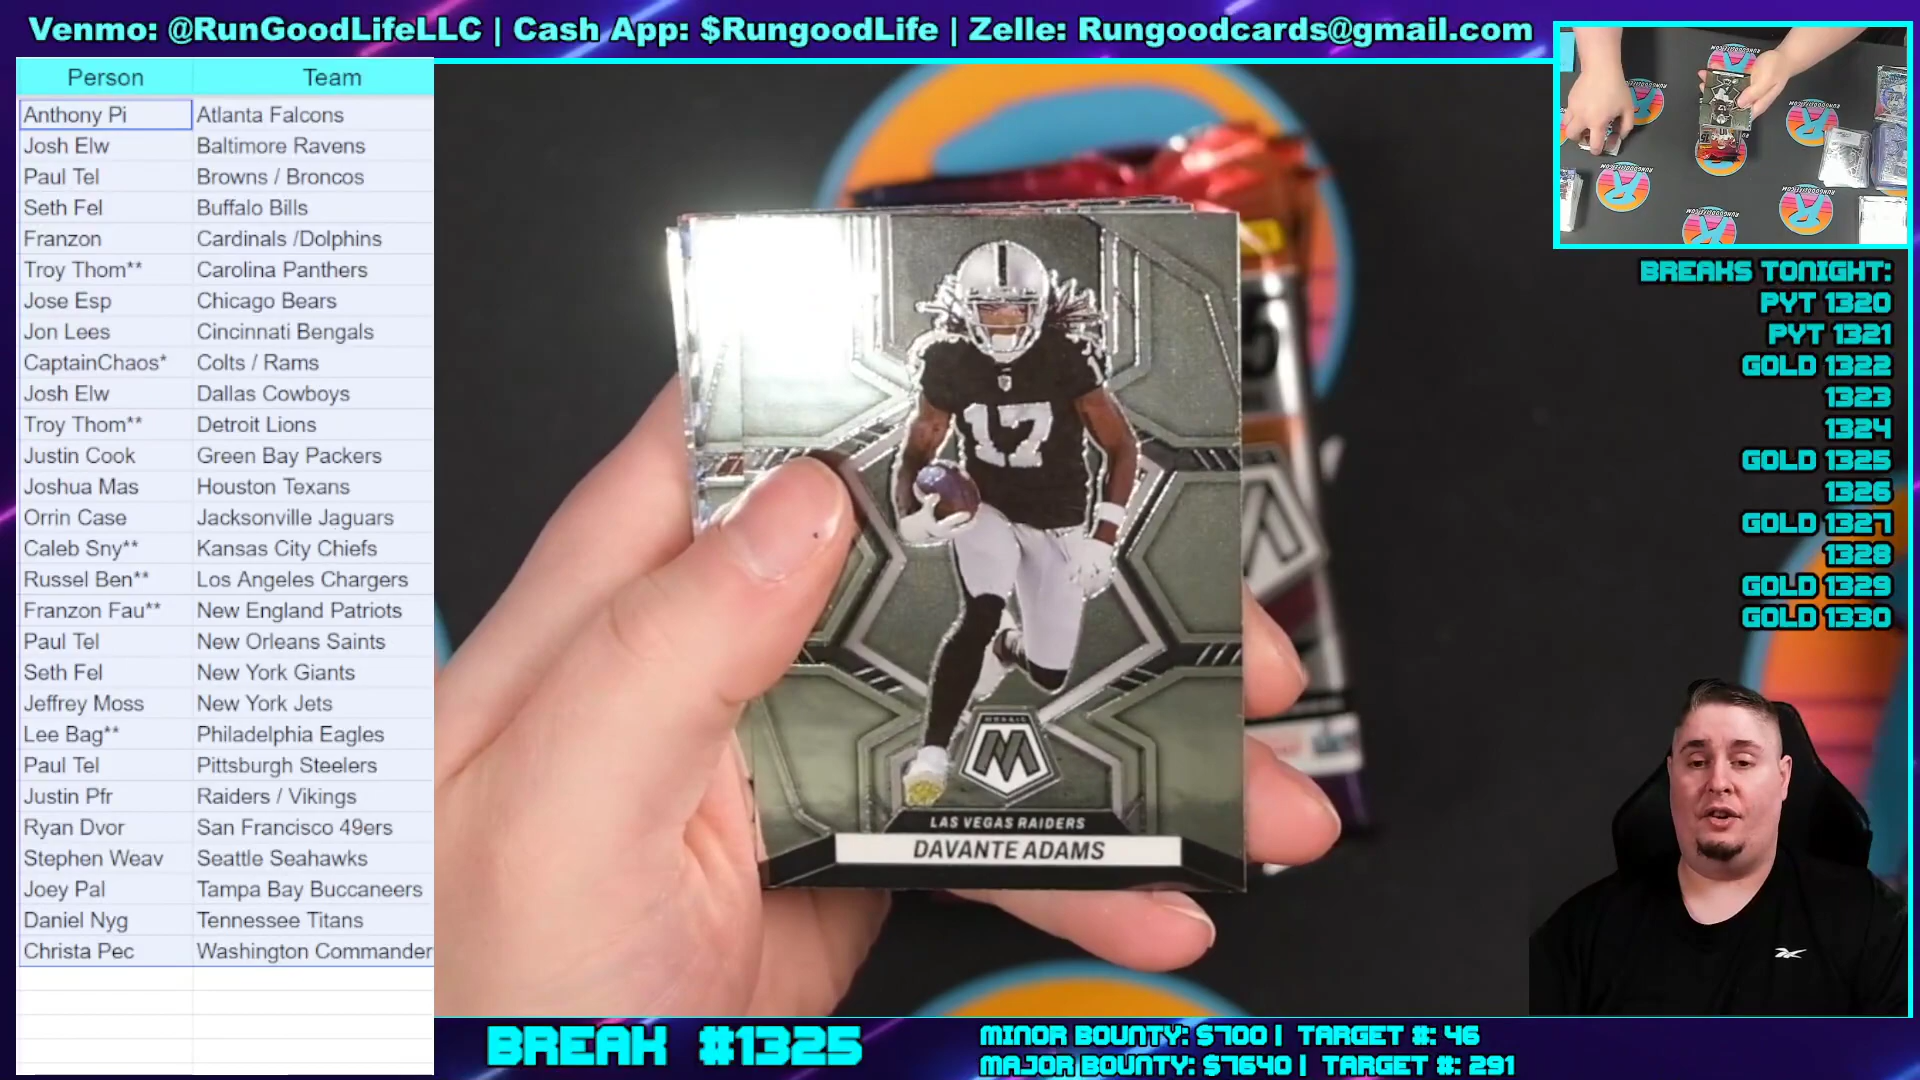 Venmo: @RunGoodLifeLLC | Cash App: $RungoodLife | Zelle: Rungoodcards@gmail.com
Person Team
Anthony Pi Atlanta Falcons
Josh Elw Baltimore Ravens
Paul Tel Browns / Broncos
Seth Fel Buffalo Bills
Franzon Cardinals /Dolphins
Troy Thom** Carolina Panthers
Jose Esp Chicago Bears
Jon Lees Cincinnati Bengals
CaptainChaos* Colts / Rams
Josh Elw Dallas Cowboys
Troy Thom** Detroit Lions
Justin Cook Green Bay Packers
Joshua Mas Houston Texans
Orrin Case Jacksonville Jaguars
Caleb Sny** Kansas City Chiefs
Russel Ben** Los Angeles Chargers
Franzon Fau** New England Patriots
Paul Tel New Orleans Saints
Seth Fel New York Giants
Jeffrey Moss New York Jets
Lee Bag** Philadelphia Eagles
Paul Tel Pittsburgh Steelers
Justin Pfr Raiders / Vikings
Ryan Dvor San Francisco 49ers
Stephen Weav Seattle Seahawks
Joey Pal Tampa Bay Buccaneers
Daniel Nyg Tennessee Titans
Christa Pec Washington Commander
17
MOSAIC
LAS VEGAS RAIDERS
DAVANTE ADAMS
BREAKS TONIGHT:
PYT 1320
PYT 1321
GOLD 1322
1323
1324
GOLD 1325
1326
GOLD 1327
1328
GOLD 1329
GOLD 1330
BREAK #1325
MINOR BOUNTY: $700 | TARGET #: 46
MAJOR BOUNTY: $7640 | TARGET #: 291